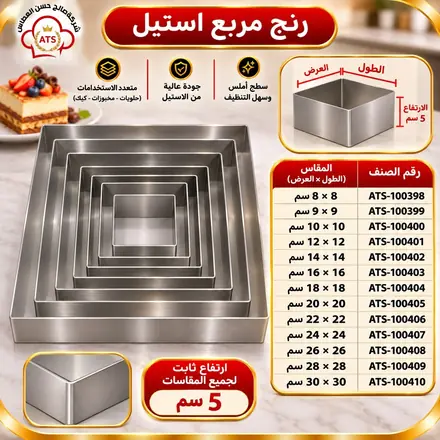 شركة صالح حسن العطاس
ATS
رنج مربع استيل
متعدد الاستخدامات
(حلويات - مخبوزات - كيك)
جودة عالية
من الاستيل
سطح أملس
وسهل التنظيف
العرض
الطول
الارتفاع
5 سم
رقم الصنف
المقاس
(الطول × العرض)
ATS-100398 8 × 8 سم
ATS-100399 9 × 9 سم
ATS-100400 10 × 10 سم
ATS-100401 12 × 12 سم
ATS-100402 14 × 14 سم
ATS-100403 16 × 16 سم
ATS-100404 18 × 18 سم
ATS-100405 20 × 20 سم
ATS-100406 22 × 22 سم
ATS-100407 24 × 24 سم
ATS-100408 26 × 26 سم
ATS-100409 28 × 28 سم
ATS-100410 30 × 30 سم
ارتفاع ثابت
لجميع المقاسات
5 سم